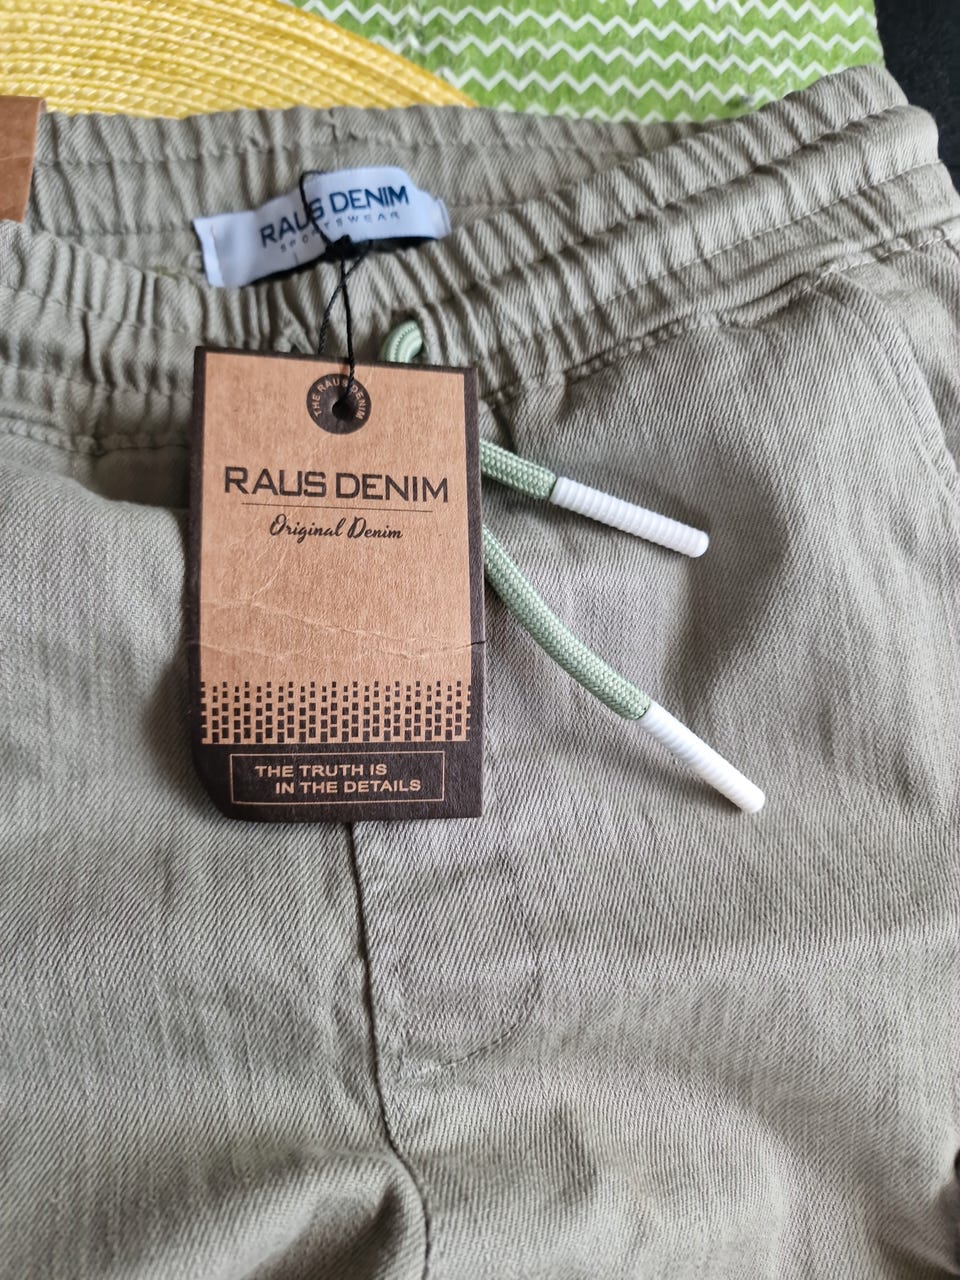 RAUS DENIM
SPORTSWEAR
THE RAUS DENIM
RAUS DENIM
Original Denim
THE TRUTH IS
IN THE DETAILS